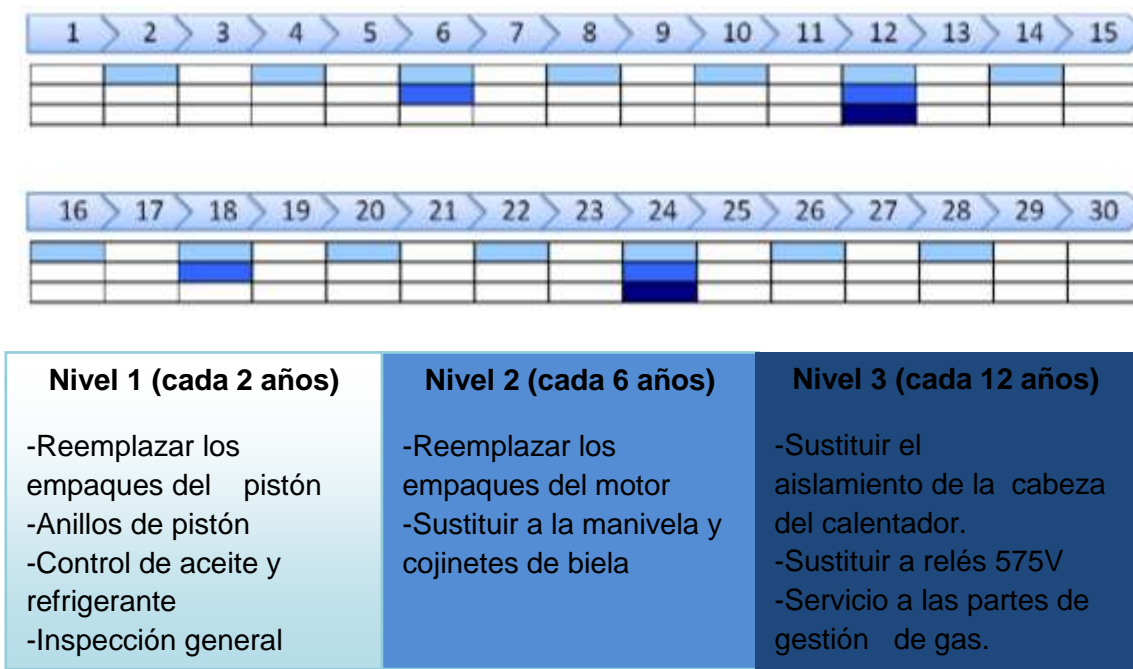 1 2 3 4 5 6 7 8 9 10 11 12 13 14 15
16 17 18 19 20 21 22 23 24 25 26 27 28 29 30
Nivel 1 (cada 2 años)
-Reemplazar los
empaques del pistón
-Anillos de pistón
-Control de aceite y
refrigerante
-Inspección general
Nivel 2 (cada 6 años)
-Reemplazar los
empaques del motor
-Sustituir a la manivela y
cojinetes de biela
Nivel 3 (cada 12 años)
-Sustituir el
aislamiento de la cabeza
del calentador.
-Sustituir a relés 575V
-Servicio a las partes de
gestión de gas.